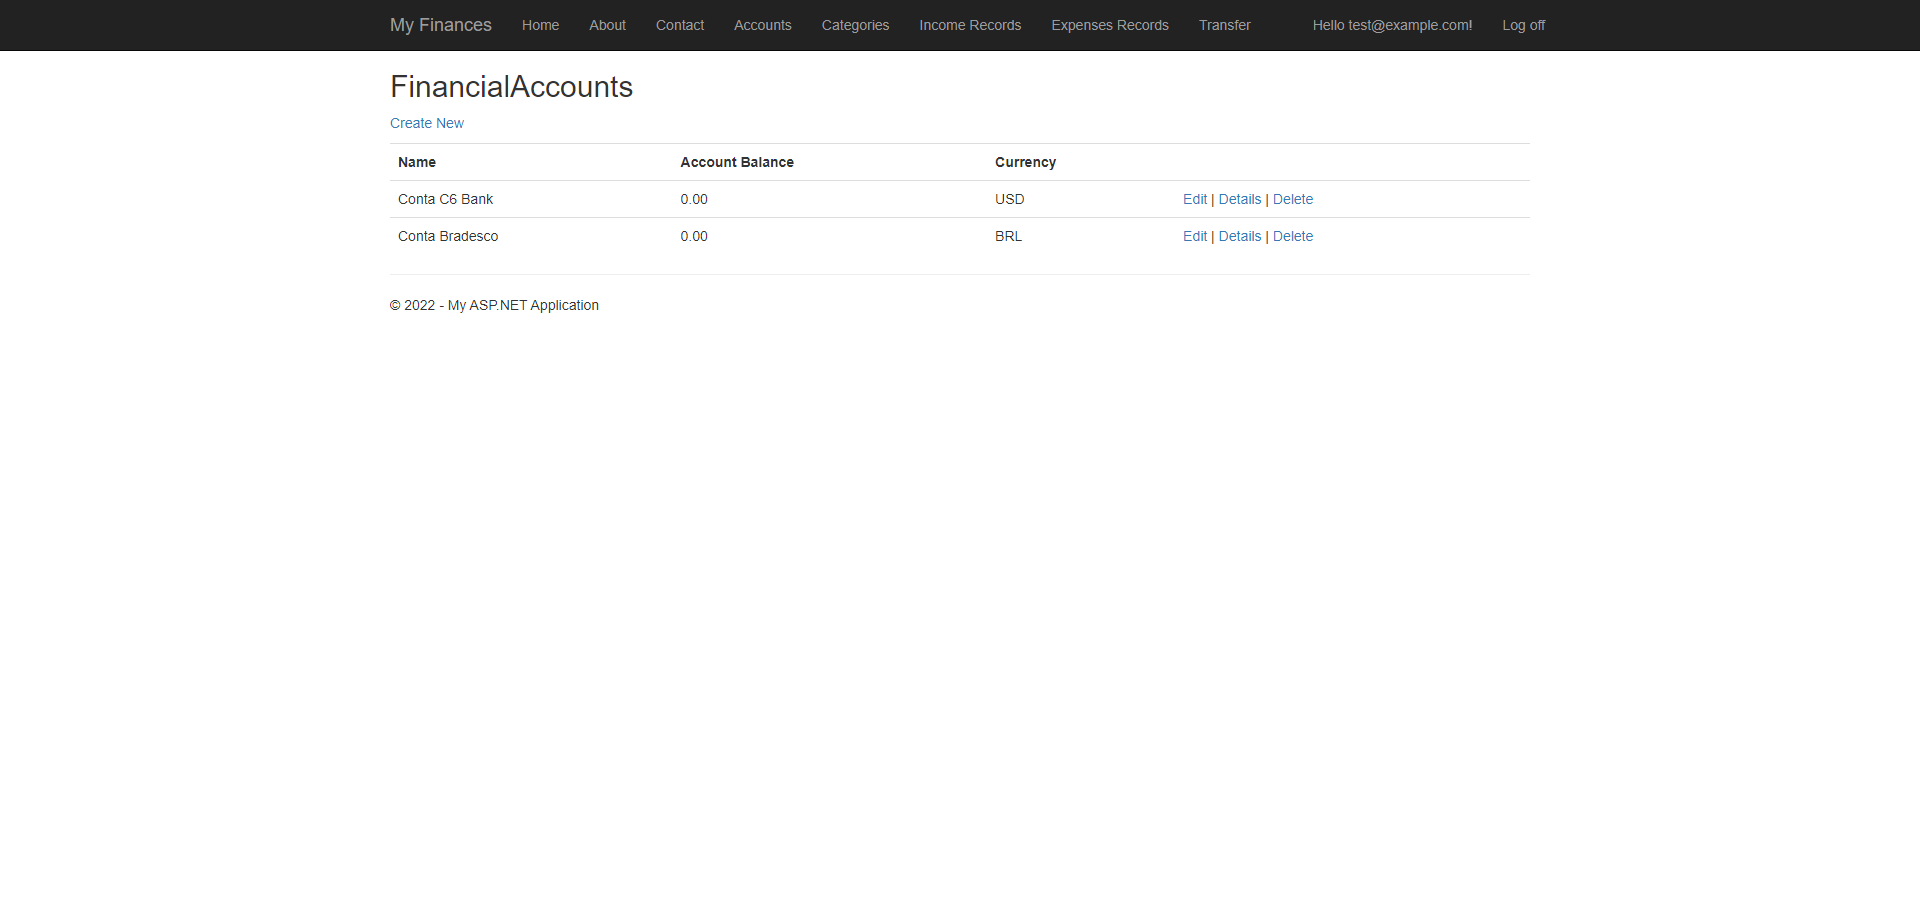 My Finances Home About Contact Accounts Categories Income Records Expenses Records Transfer Hello test@example.com! Log off
FinancialAccounts
Create New
Name Account Balance Currency
Conta C6 Bank 0.00 USD Edit | Details | Delete
Conta Bradesco 0.00 BRL Edit | Details | Delete
© 2022 - My ASP.NET Application